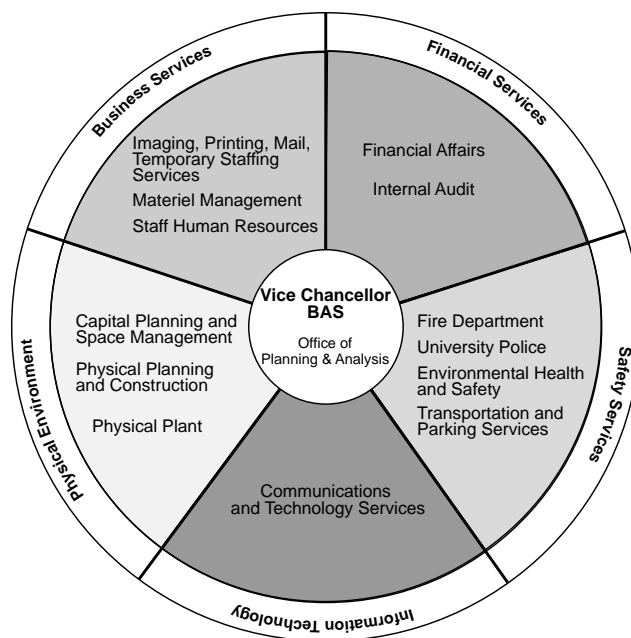 Business Services
Financial Services
Imaging, Printing, Mail,
Temporary Staffing
Services
Materiel Management
Staff Human Resources
Financial Affairs
Internal Audit
Vice Chancellor
BAS
Office of
Planning & Analysis
Capital Planning and
Space Management
Physical Planning
and Construction
Physical Plant
Physical Environment
Fire Department
University Police
Environmental Health
and Safety
Transportation and
Parking Services
Safety Services
Communications
and Technology Services
Information Technology